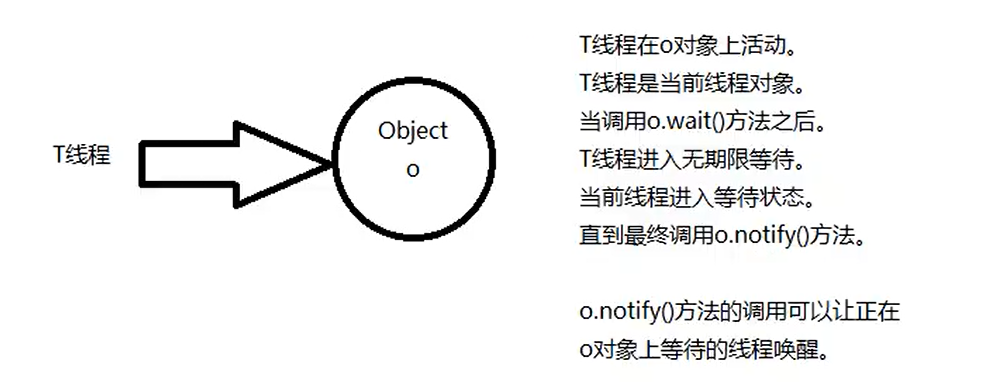 T线程
Object
o
T线程在o对象上活动。
T线程是当前线程对象。
当调用o.wait()方法之后。
T线程进入无期限等待。
当前线程进入等待状态。
直到最终调用o.notify()方法。
o.notify()方法的调用可以让正在
o对象上等待的线程唤醒。